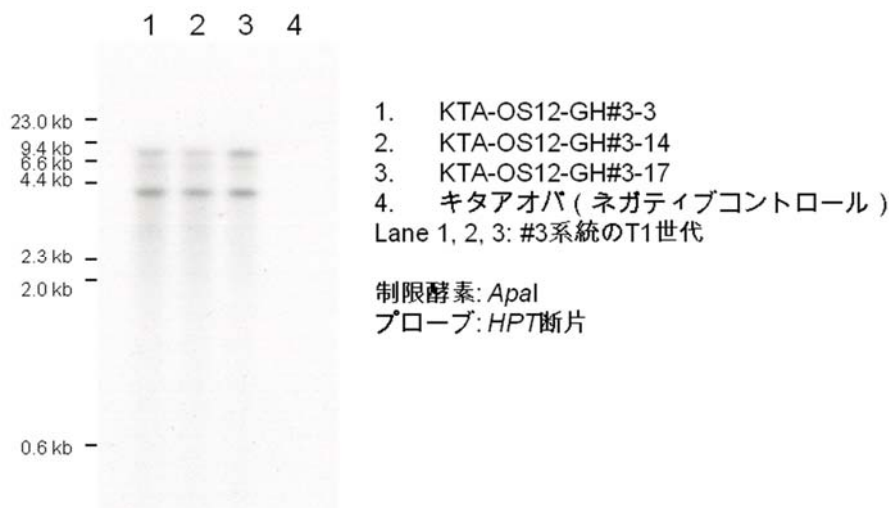 1 2 3 4
23.0 kb
9.4 kb
6.6 kb
4.4 kb
2.3 kb
2.0 kb
0.6 kb
1. KTA-OS12-GH#3-3
2. KTA-OS12-GH#3-14
3. KTA-OS12-GH#3-17
4. キタアオバ ( ネガティブコントロール )
Lane 1, 2, 3: #3系統のT1世代
制限酵素: ApaI
プローブ: HPT断片